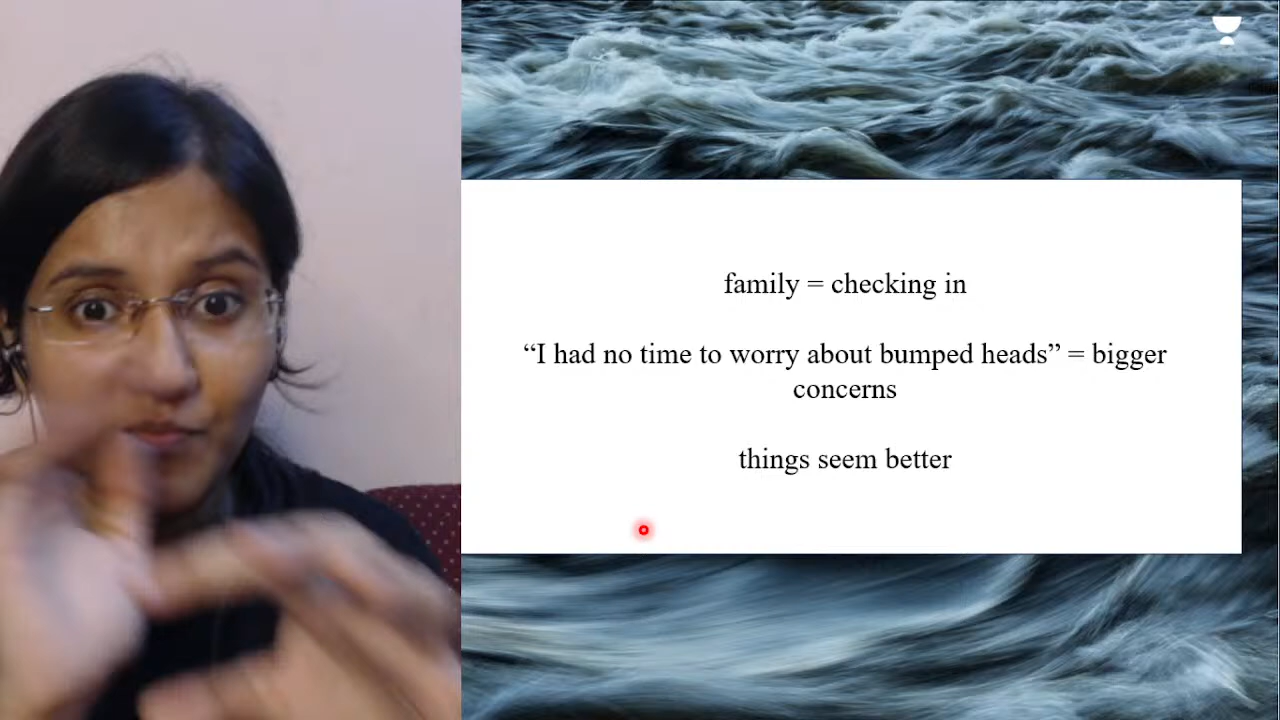 family = checking in
“I had no time to worry about bumped heads” = bigger
concerns
things seem better